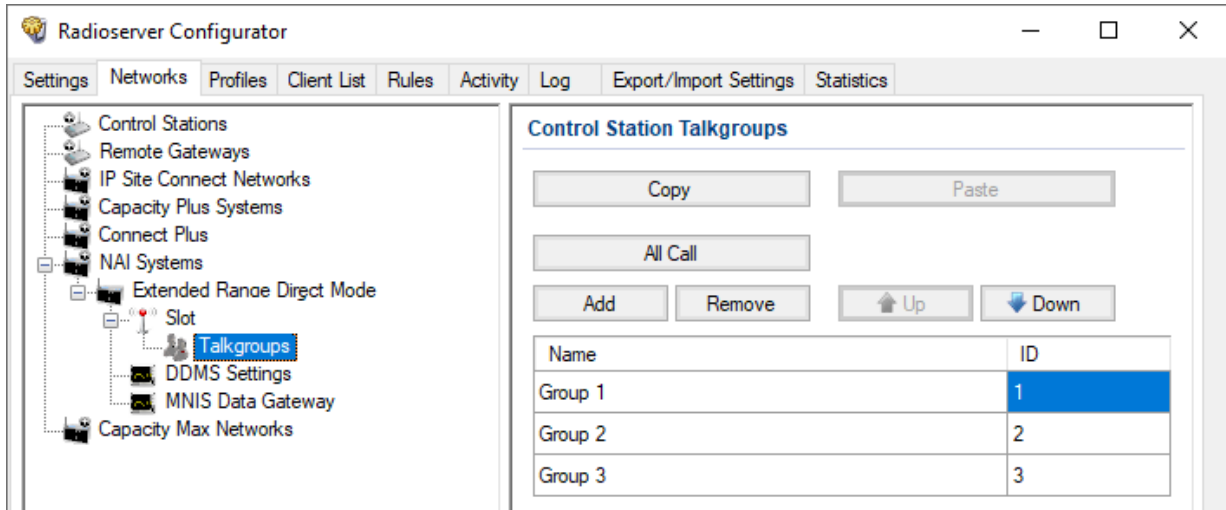 Radioserver Configurator
Settings Networks Profiles Client List Rules Activity Log Export/Import Settings Statistics
Control Stations
Remote Gateways
IP Site Connect Networks
Capacity Plus Systems
Connect Plus
NAI Systems
Extended Range Direct Mode
Slot
Talkgroups
DDMS Settings
MNIS Data Gateway
Capacity Max Networks
Control Station Talkgroups
Copy Paste
All Call
Add Remove Up Down
Name ID
Group 1 1
Group 2 2
Group 3 3